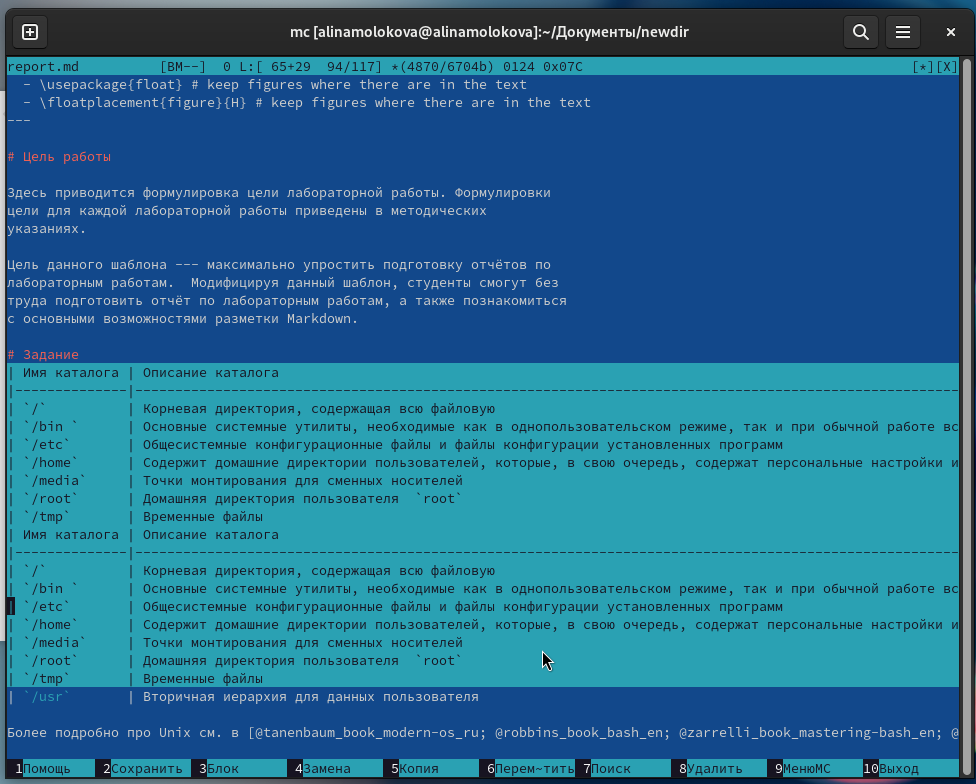 mc [alinamolokova@alinamolokova]:~/Документы/newdir
report.md [BM--] 0 L:[ 65+29 94/117] *(4870/6704b) 0124 0x07C [*][X]
- \usepackage{float} # keep figures where there are in the text
- \floatplacement{figure}{H} # keep figures where there are in the text
---
# Цель работы
Здесь приводится формулировка цели лабораторной работы. Формулировки
цели для каждой лабораторной работы приведены в методических
указаниях.
Цель данного шаблона --- максимально упростить подготовку отчётов по
лабораторным работам.  Модифицируя данный шаблон, студенты смогут без
труда подготовить отчёт по лабораторным работам, а также познакомиться
с основными возможностями разметки Markdown.
# Задание
| Имя каталога | Описание каталога
|--------------|-------------------------------------------------------------------------------------------------------
| `/`          | Корневая директория, содержащая всю файловую
| `/bin `      | Основные системные утилиты, необходимые как в однопользовательском режиме, так и при обычной работе вс
| `/etc`       | Общесистемные конфигурационные файлы и файлы конфигурации установленных программ
| `/home`      | Содержит домашние директории пользователей, которые, в свою очередь, содержат персональные настройки и
| `/media`     | Точки монтирования для сменных носителей
| `/root`      | Домашняя директория пользователя  `root`
| `/tmp`       | Временные файлы
| Имя каталога | Описание каталога
|--------------|-------------------------------------------------------------------------------------------------------
| `/`          | Корневая директория, содержащая всю файловую
| `/bin `      | Основные системные утилиты, необходимые как в однопользовательском режиме, так и при обычной работе вс
| `/etc`       | Общесистемные конфигурационные файлы и файлы конфигурации установленных программ
| `/home`      | Содержит домашние директории пользователей, которые, в свою очередь, содержат персональные настройки и
| `/media`     | Точки монтирования для сменных носителей
| `/root`      | Домашняя директория пользователя  `root`
| `/tmp`       | Временные файлы
| `/usr`       | Вторичная иерархия для данных пользователя
Более подробно про Unix см. в [@tanenbaum_book_modern-os_ru; @robbins_book_bash_en; @zarrelli_book_mastering-bash_en; @
1Помощь 2Сохранить 3Блок 4Замена 5Копия 6Перем~тить 7Поиск 8Удалить 9МенюMC 10Выход